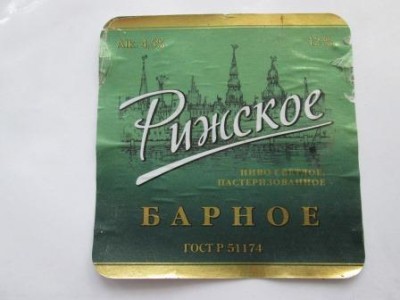 Рижское
ПИВО СВЕТЛОЕ,
ПАСТЕРИЗОВАННОЕ
БАРНОЕ
ГОСТ Р 51174